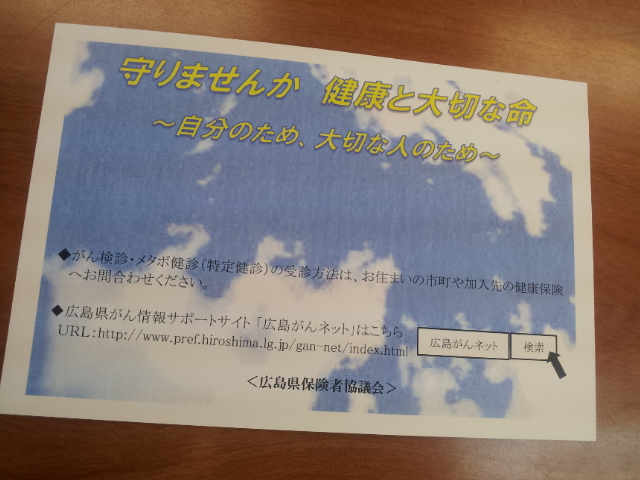 守りませんか 健康と大切な命
～自分のため、大切な人のため～
◆がん検診・メタボ健診(特定健診)の受診方法は、お住まいの市町や加入先の健康保険
へお問合わせください。
◆広島県がん情報サポートサイト「広島がんネット」はこちら
URL:http://www.pref.hiroshima.lg.jp/gan-net/index.html
広島がんネット 検索
＜広島県保険者協議会＞